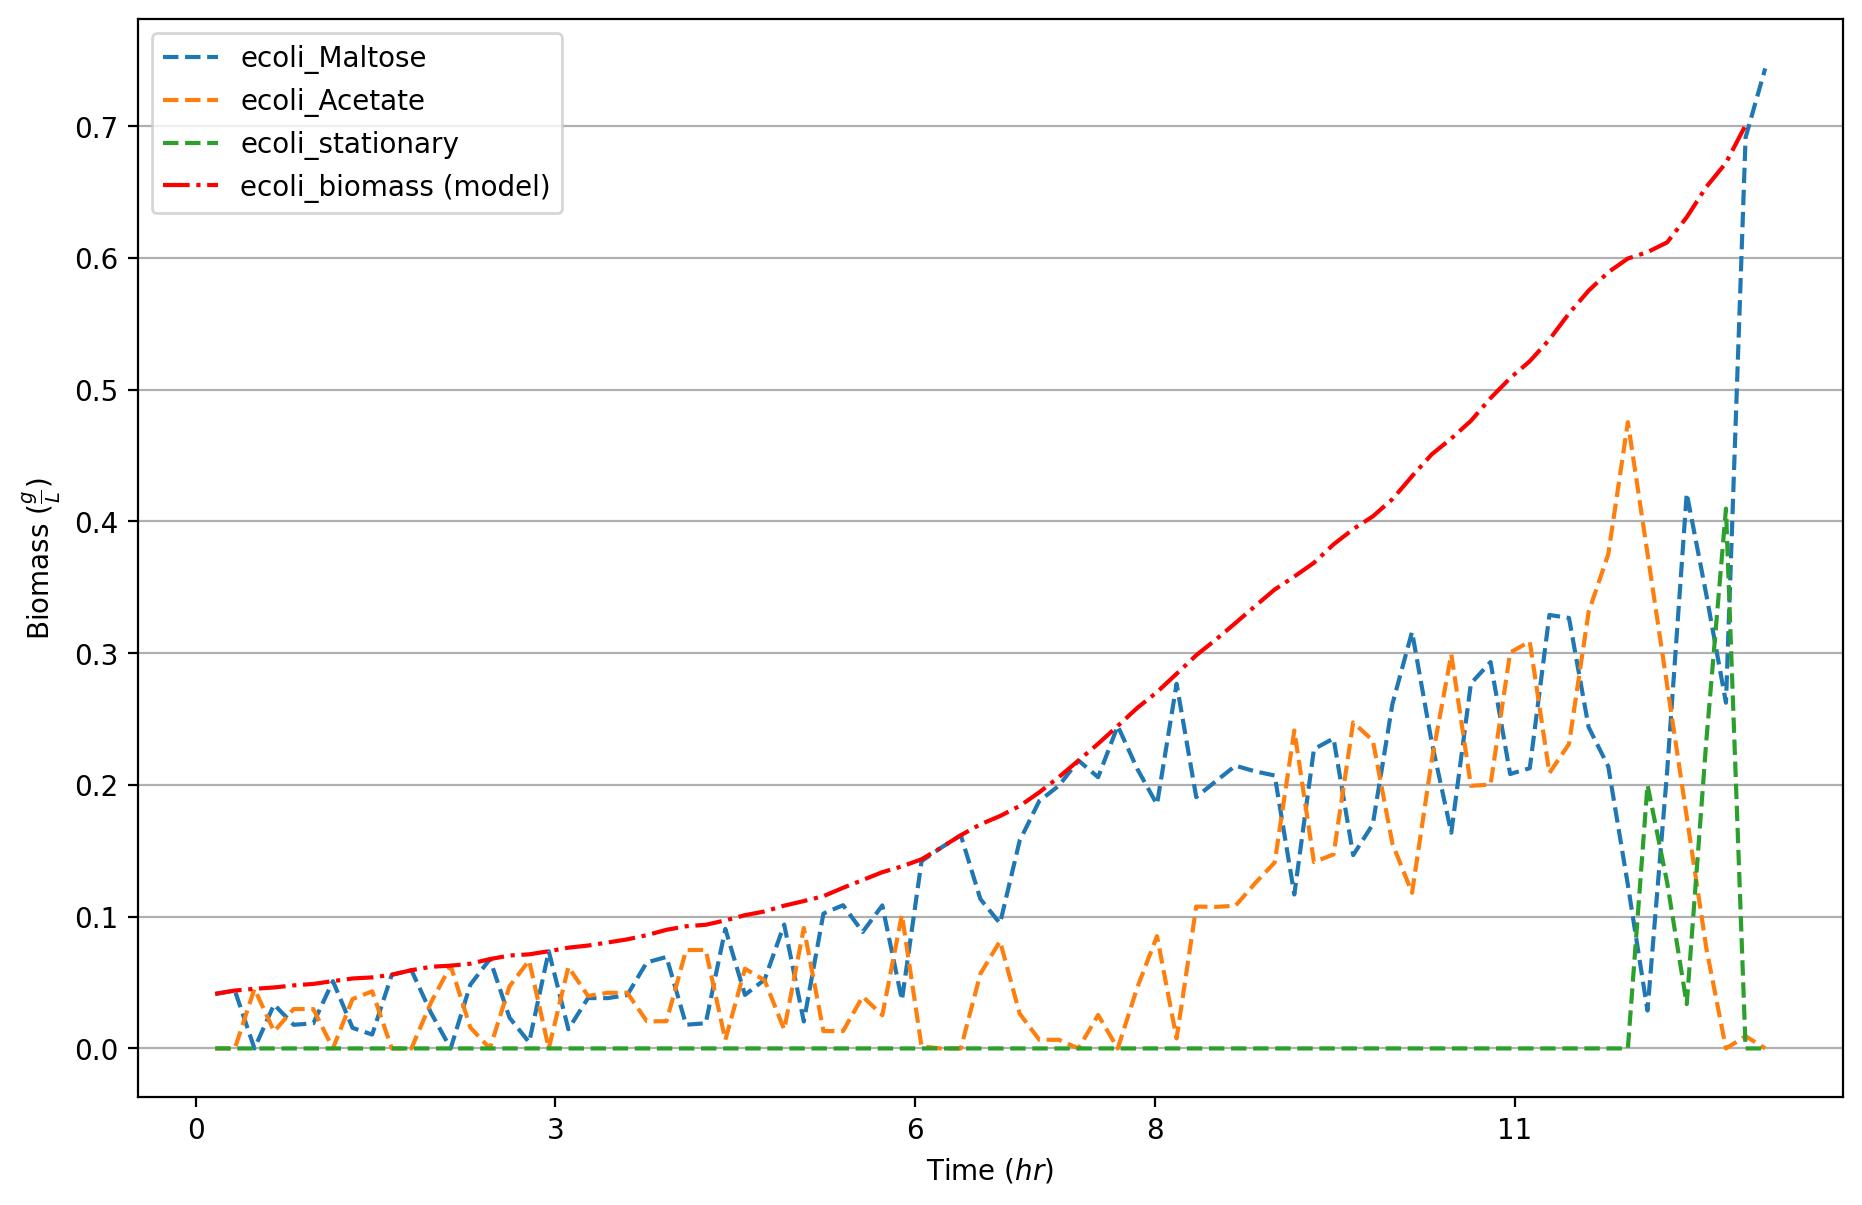 ecoli_Maltose
ecoli_Acetate
ecoli_stationary
ecoli_biomass (model)
0.7
0.6
0.5
0.4
0.3
0.2
0.1
0.0
Biomass (g/L)
0 3 6 8 11
Time (hr)